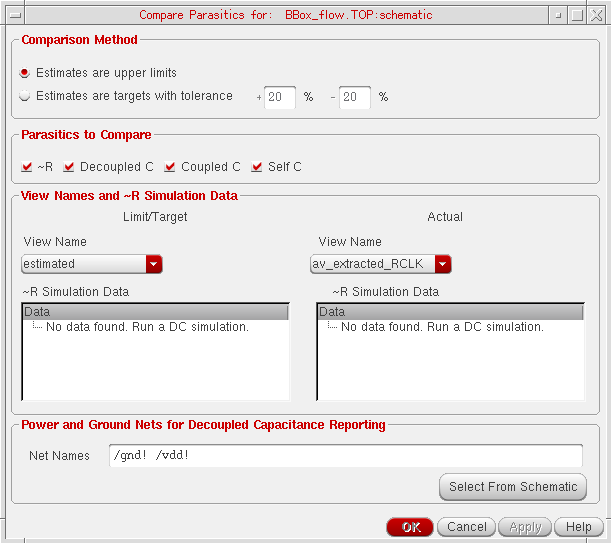 Compare Parasitics for: BBox_flow.TOP:schematic
Comparison Method
Estimates are upper limits
Estimates are targets with tolerance + 20 % - 20 %
Parasitics to Compare
~R Decoupled C Coupled C Self C
View Names and ~R Simulation Data
Limit/Target Actual
View Name View Name
estimated av_extracted_RCLK
~R Simulation Data ~R Simulation Data
Data Data
No data found. Run a DC simulation. No data found. Run a DC simulation.
Power and Ground Nets for Decoupled Capacitance Reporting
Net Names /gnd! /vdd!
Select From Schematic
OK Cancel Apply Help